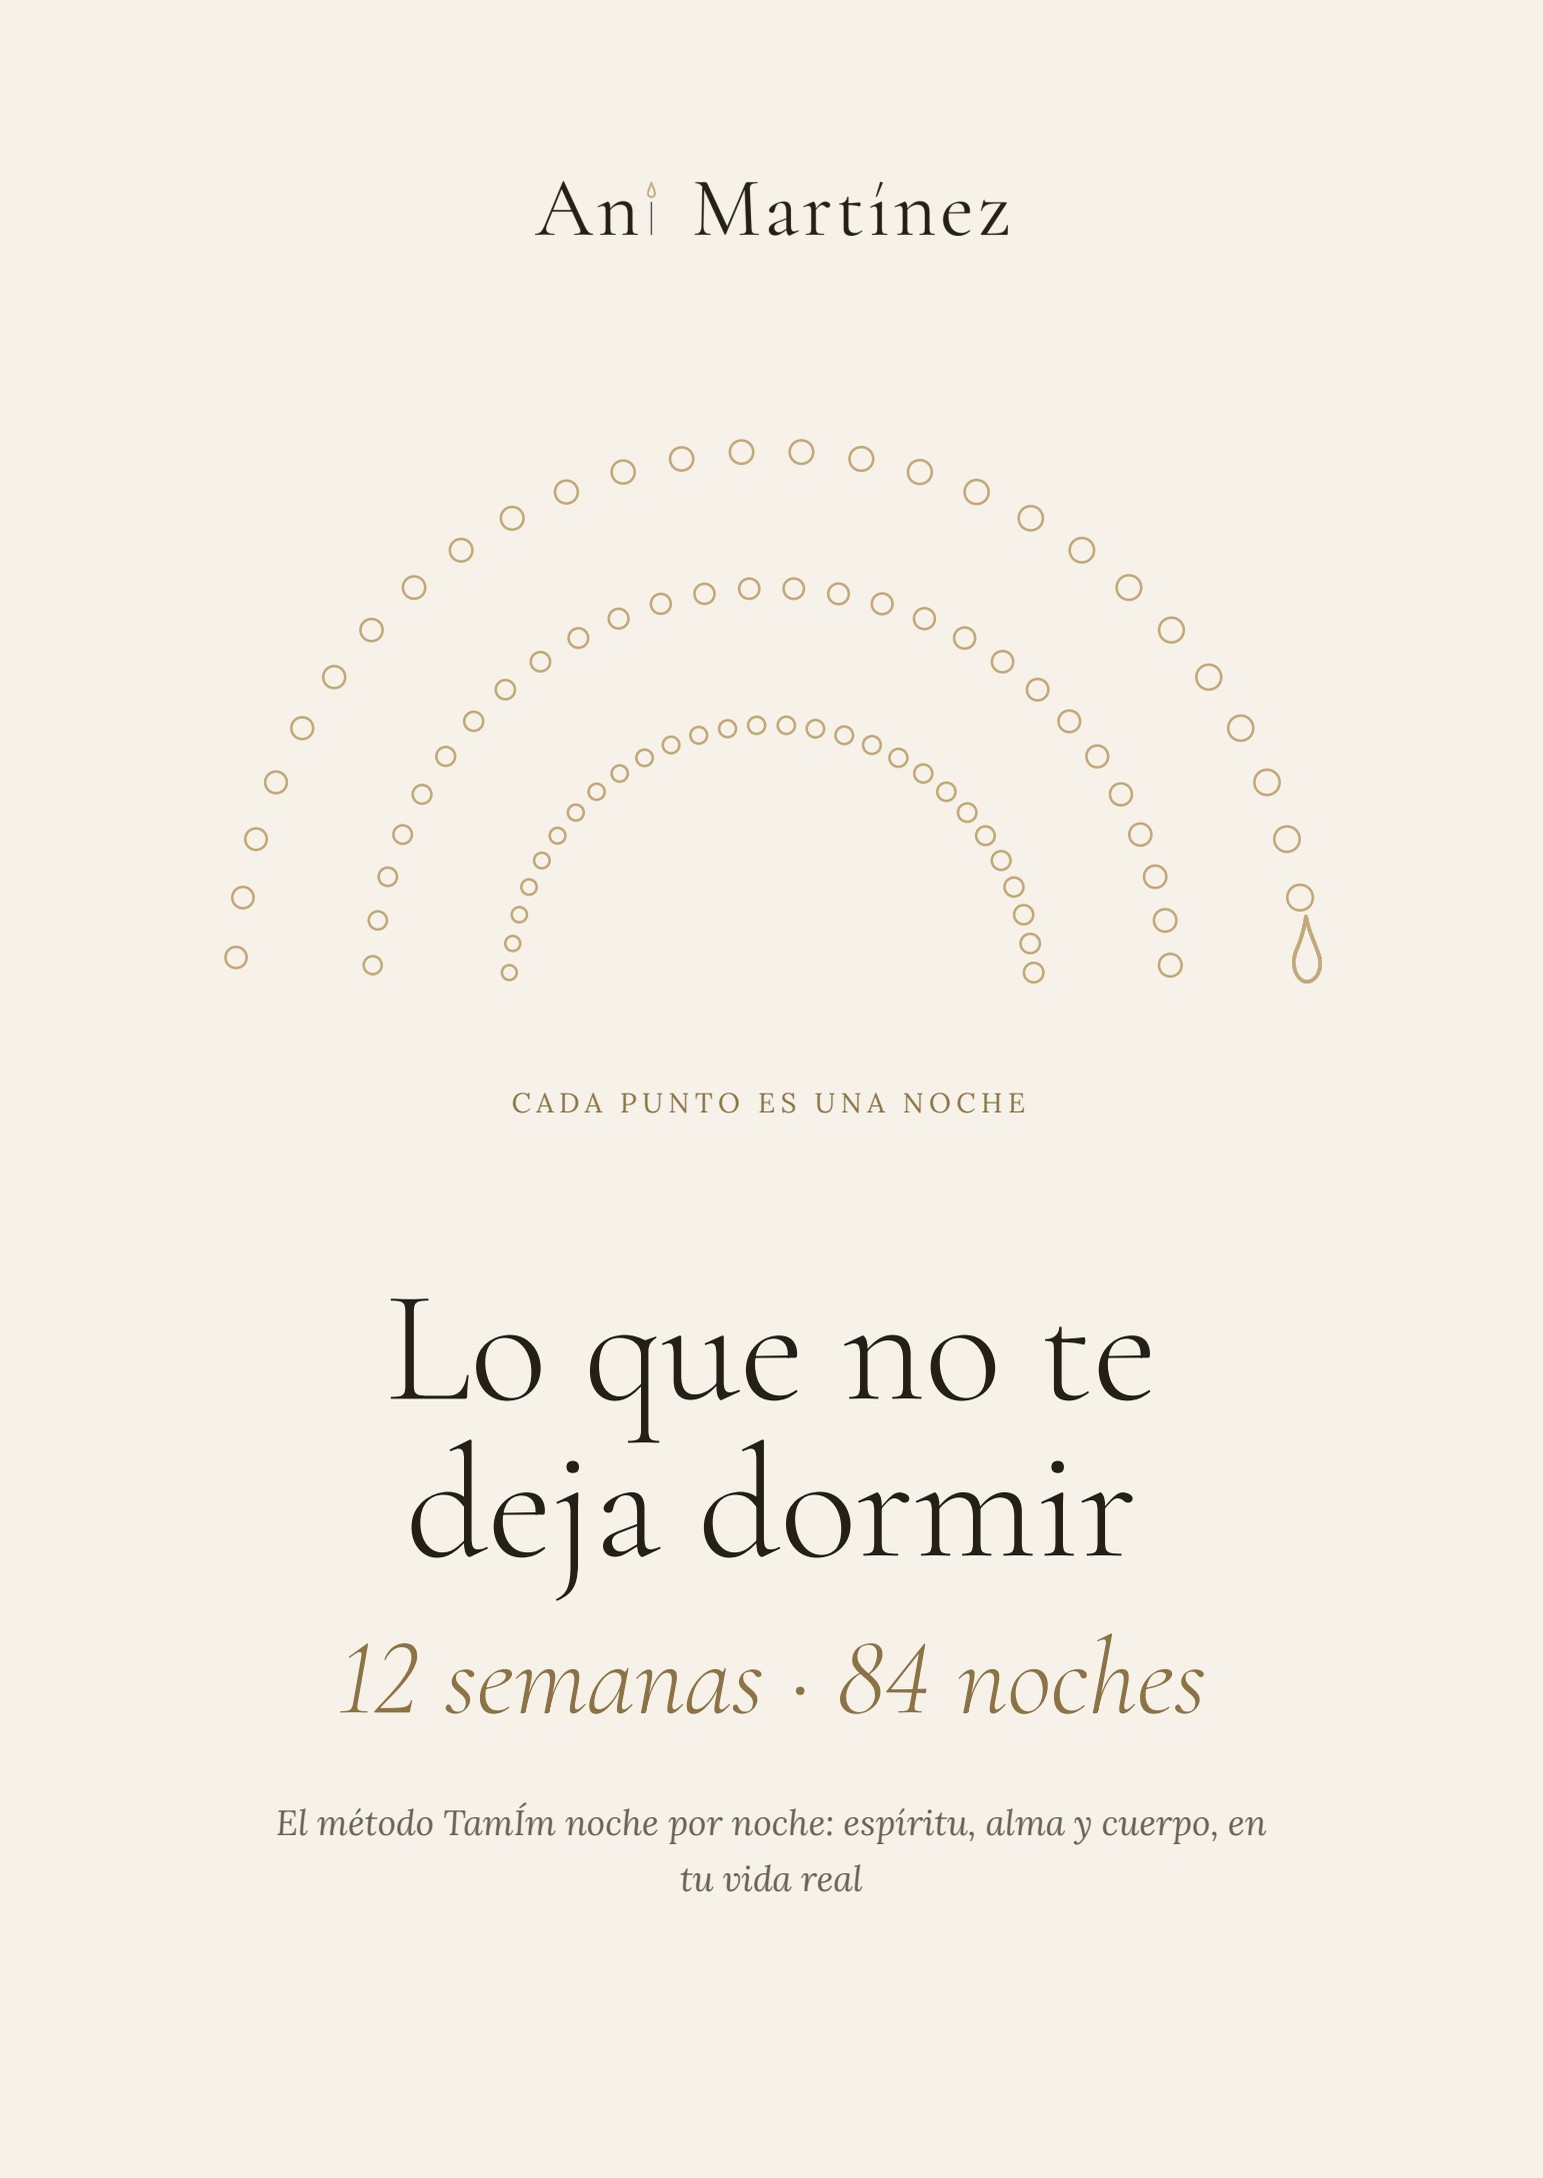 Ani Martínez
CADA PUNTO ES UNA NOCHE
Lo que no te
deja dormir
12 semanas · 84 noches
El método TamÍm noche por noche: espíritu, alma y cuerpo, en
tu vida real